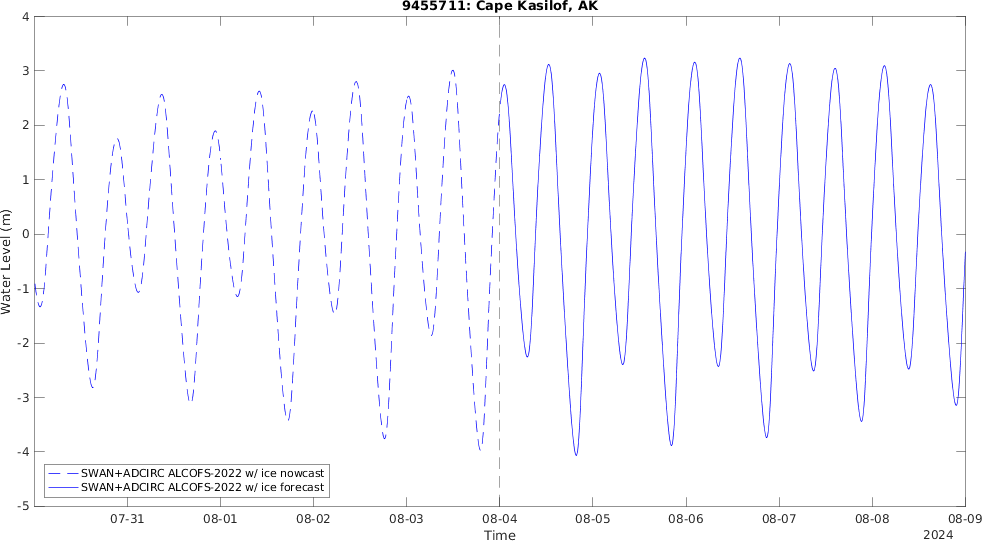 9455711: Cape Kasilof, AK
4
3
2
1
0
-1
-2
-3
-4
-5
Water Level (m)
SWAN+ADCIRC ALCOFS-2022 w/ ice nowcast
SWAN+ADCIRC ALCOFS-2022 w/ ice forecast
07-31 08-01 08-02 08-03 08-04 08-05 08-06 08-07 08-08 08-09
Time
2024